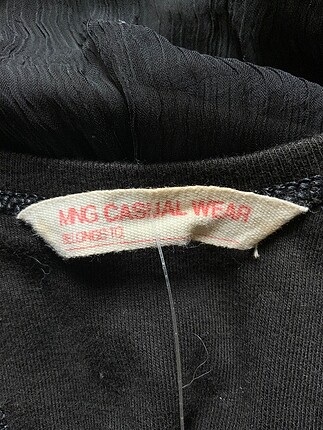 MNG CASUAL WEAR
BELONGS TO